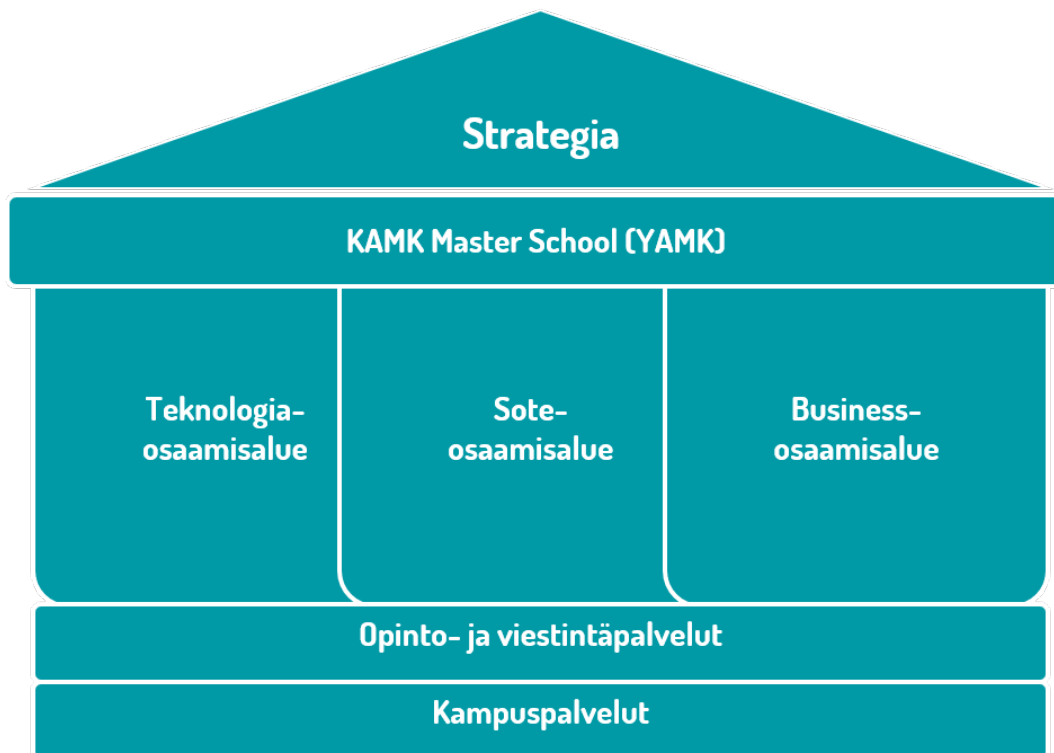 Strategia
KAMK Master School (YAMK)
Teknologia-
osaamisalue
Sote-
osaamisalue
Business-
osaamisalue
Opinto- ja viestintäpalvelut
Kampuspalvelut